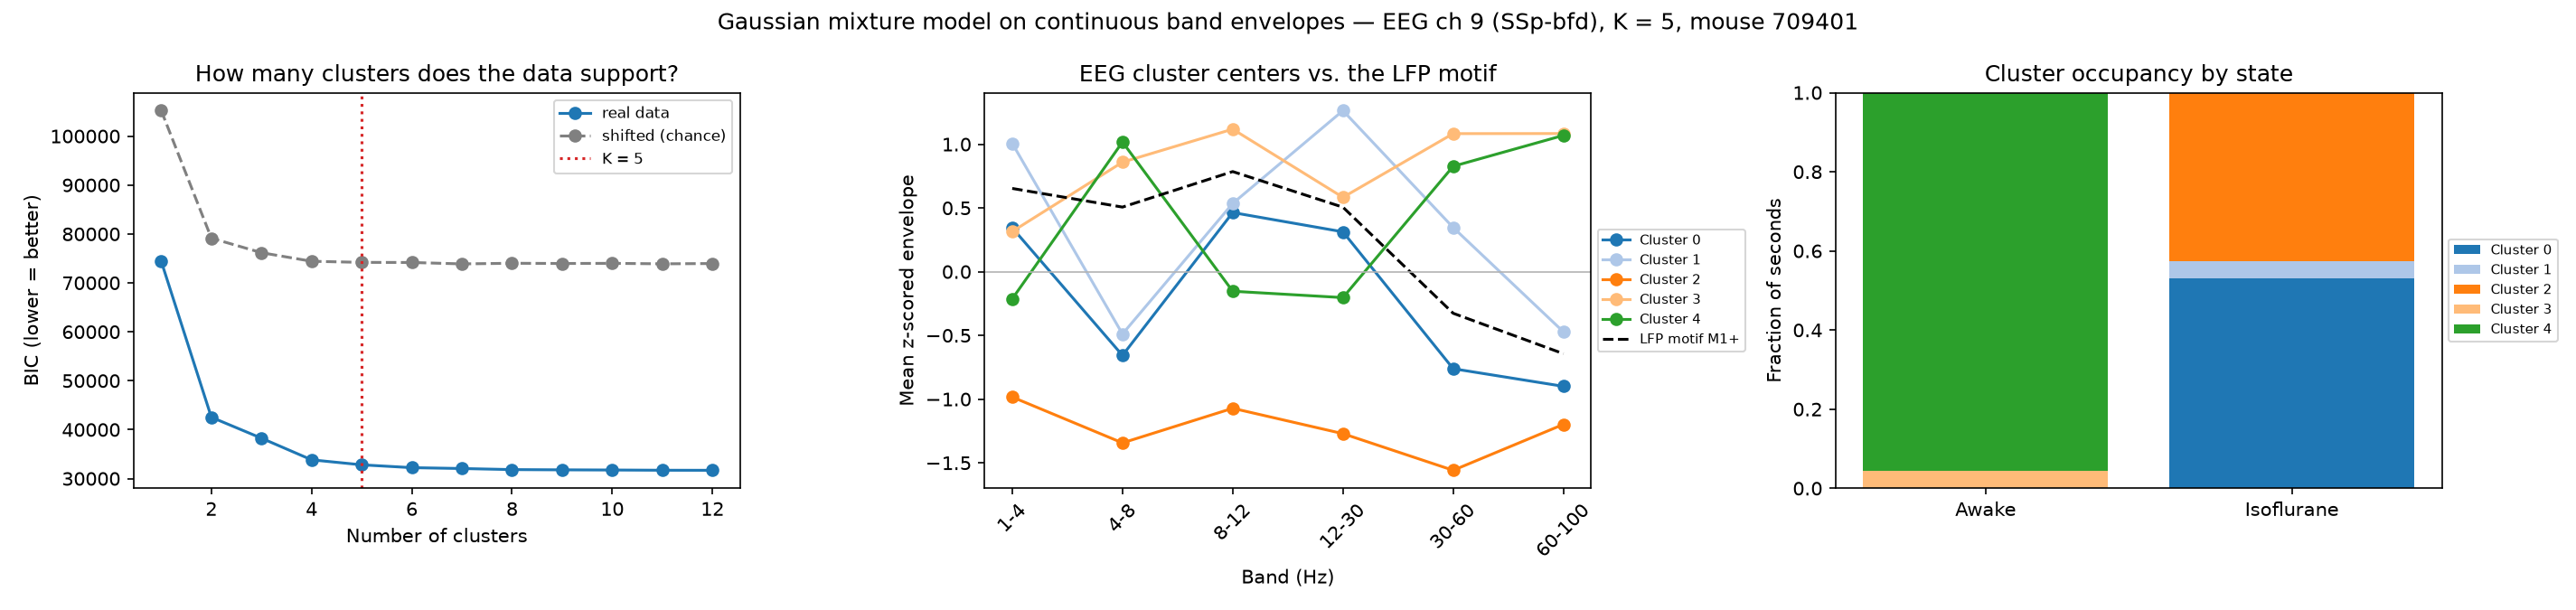 Gaussian mixture model on continuous band envelopes — EEG ch 9 (SSp-bfd), K = 5, mouse 709401
How many clusters does the data support?
BIC (lower = better)
100000
90000
80000
70000
60000
50000
40000
30000
2
4
6
8
10
12
Number of clusters
real data
shifted (chance)
K = 5
EEG cluster centers vs. the LFP motif
Mean z-scored envelope
1.0
0.5
0.0
−0.5
−1.0
−1.5
1-4
4-8
8-12
12-30
30-60
60-100
Band (Hz)
Cluster 0
Cluster 1
Cluster 2
Cluster 3
Cluster 4
LFP motif M1+
Cluster occupancy by state
Fraction of seconds
1.0
0.8
0.6
0.4
0.2
0.0
Awake
Isoflurane
Cluster 0
Cluster 1
Cluster 2
Cluster 3
Cluster 4